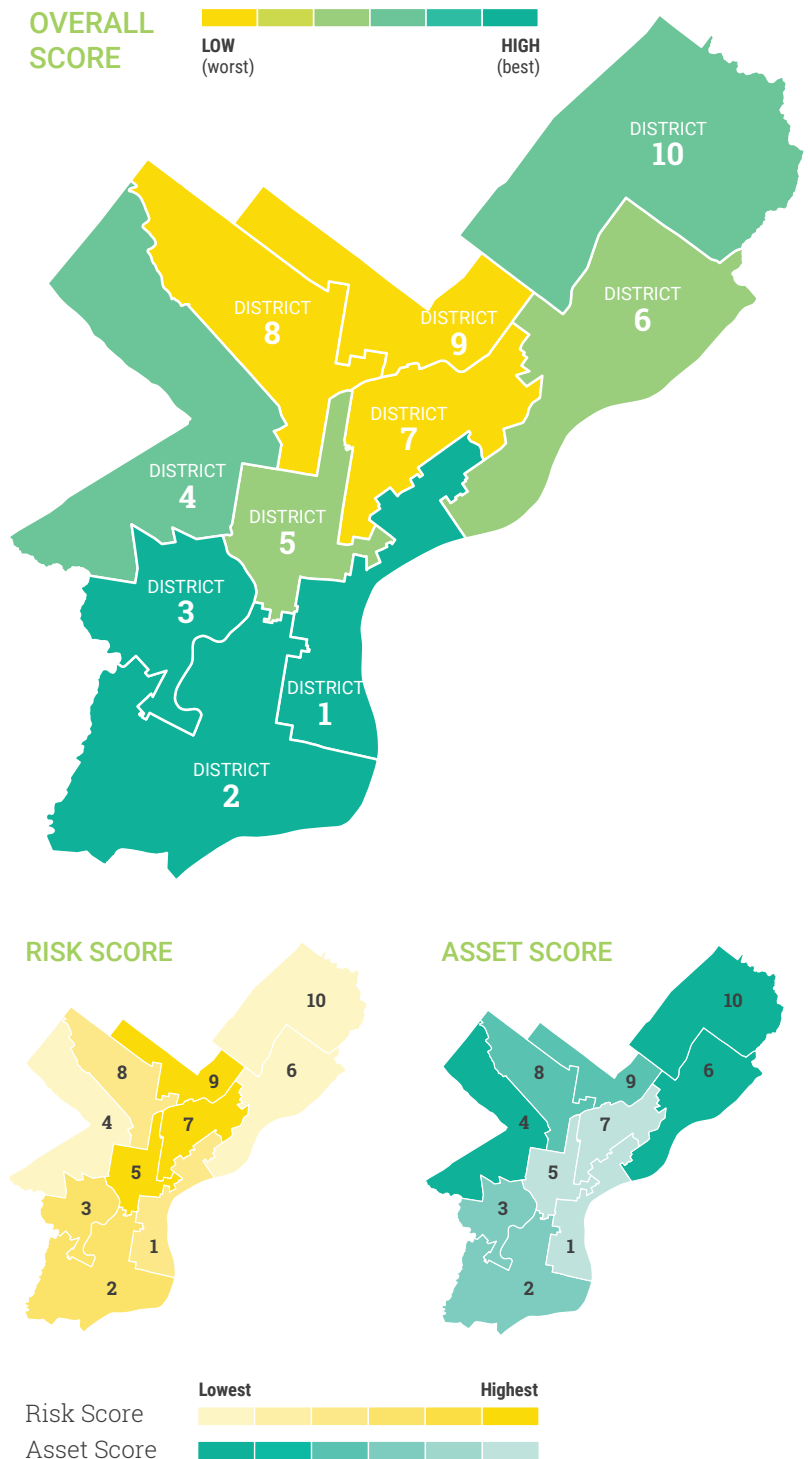 OVERALL
SCORE
LOW
(worst)
HIGH
(best)
DISTRICT
10
DISTRICT
6
DISTRICT
8
DISTRICT
9
DISTRICT
7
DISTRICT
4
DISTRICT
5
DISTRICT
3
DISTRICT
1
DISTRICT
2
RISK SCORE
10
6
8
9
7
4
5
3
1
2
ASSET SCORE
10
6
8
9
7
4
5
3
1
2
Lowest
Highest
Risk Score
Asset Score